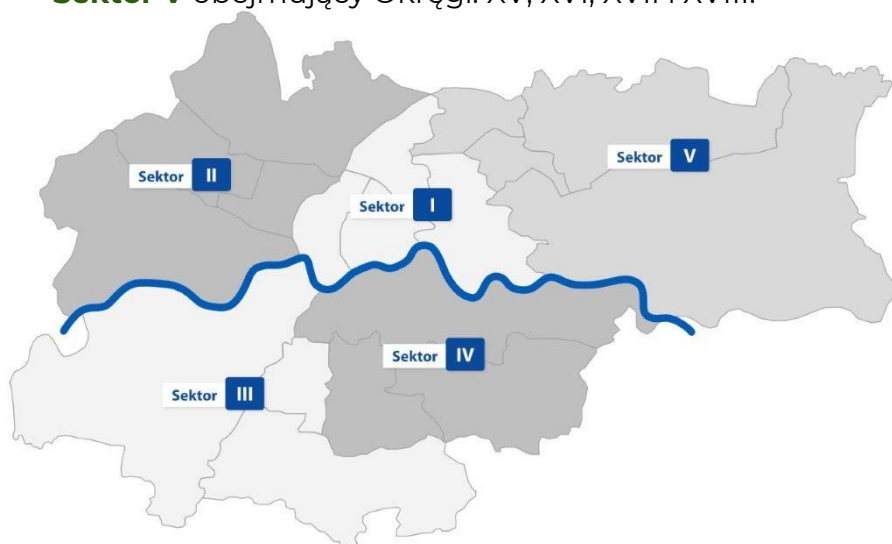 Sektor V obejmujący Okręgi: XV, XVI, XVII i XVIII.
Sektor II
Sektor V
Sektor I
Sektor IV
Sektor III